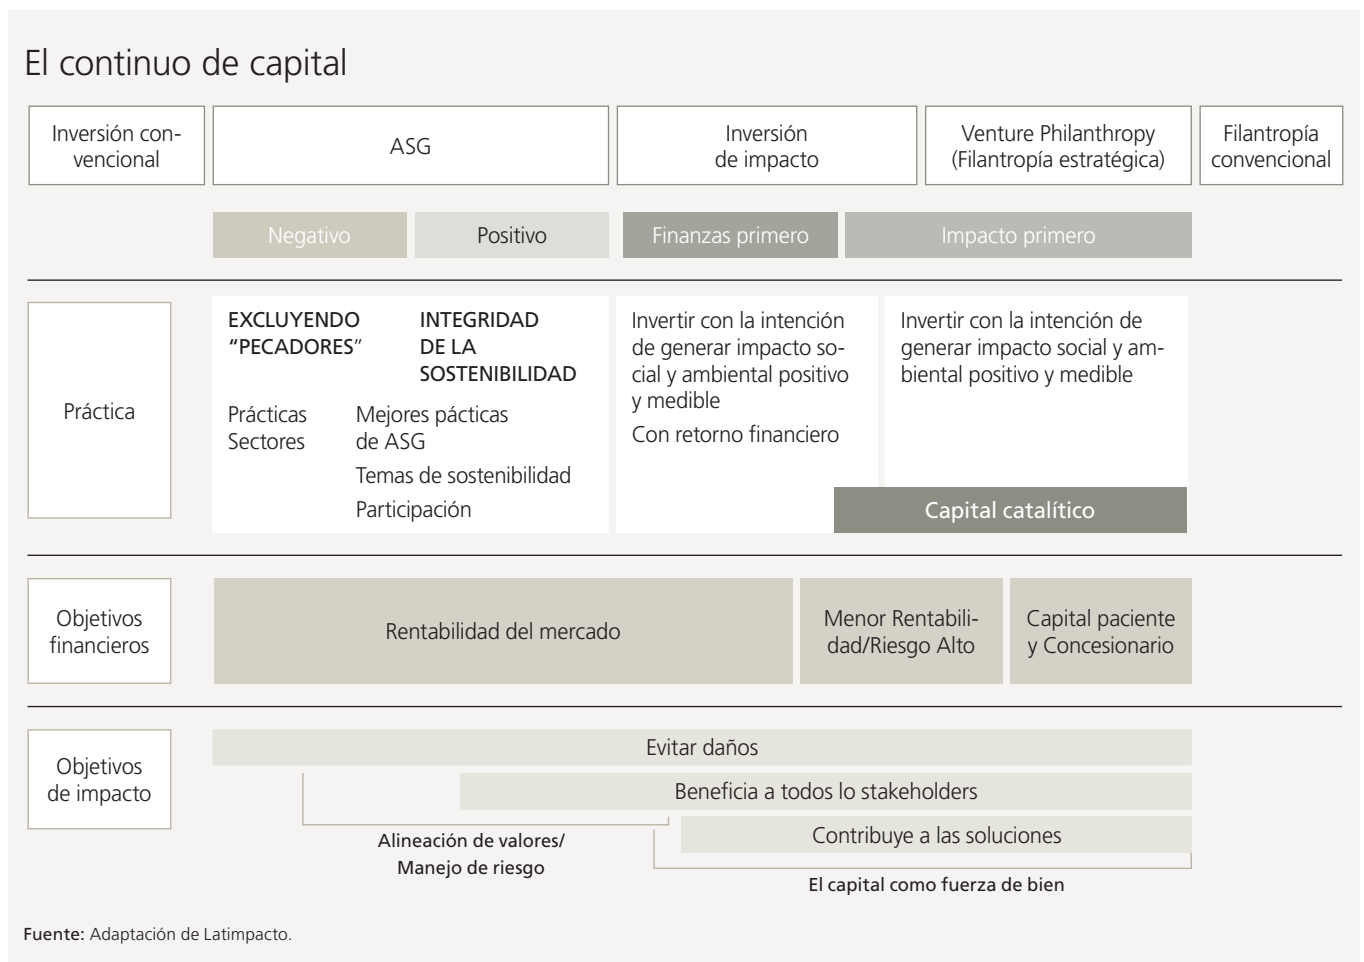 El continuo de capital
Inversión con-
vencional
ASG
Inversión
de impacto
Venture Philanthropy
(Filantropía estratégica)
Filantropía
convencional
Negativo
Positivo
Finanzas primero
Impacto primero
Práctica
EXCLUYENDO
“PECADORES”
Prácticas
Sectores
INTEGRIDAD
DE LA
SOSTENIBILIDAD
Mejores pácticas
de ASG
Temas de sostenibilidad
Participación
Invertir con la intención
de generar impacto so-
cial y ambiental positivo
y medible
Con retorno financiero
Invertir con la intención de
generar impacto social y am-
biental positivo y medible
Capital catalítico
Objetivos
financieros
Rentabilidad del mercado
Menor Rentabili-
dad/Riesgo Alto
Capital paciente
y Concesionario
Objetivos
de impacto
Evitar daños
Beneficia a todos lo stakeholders
Contribuye a las soluciones
Alineación de valores/
Manejo de riesgo
El capital como fuerza de bien
Fuente: Adaptación de Latimpacto.